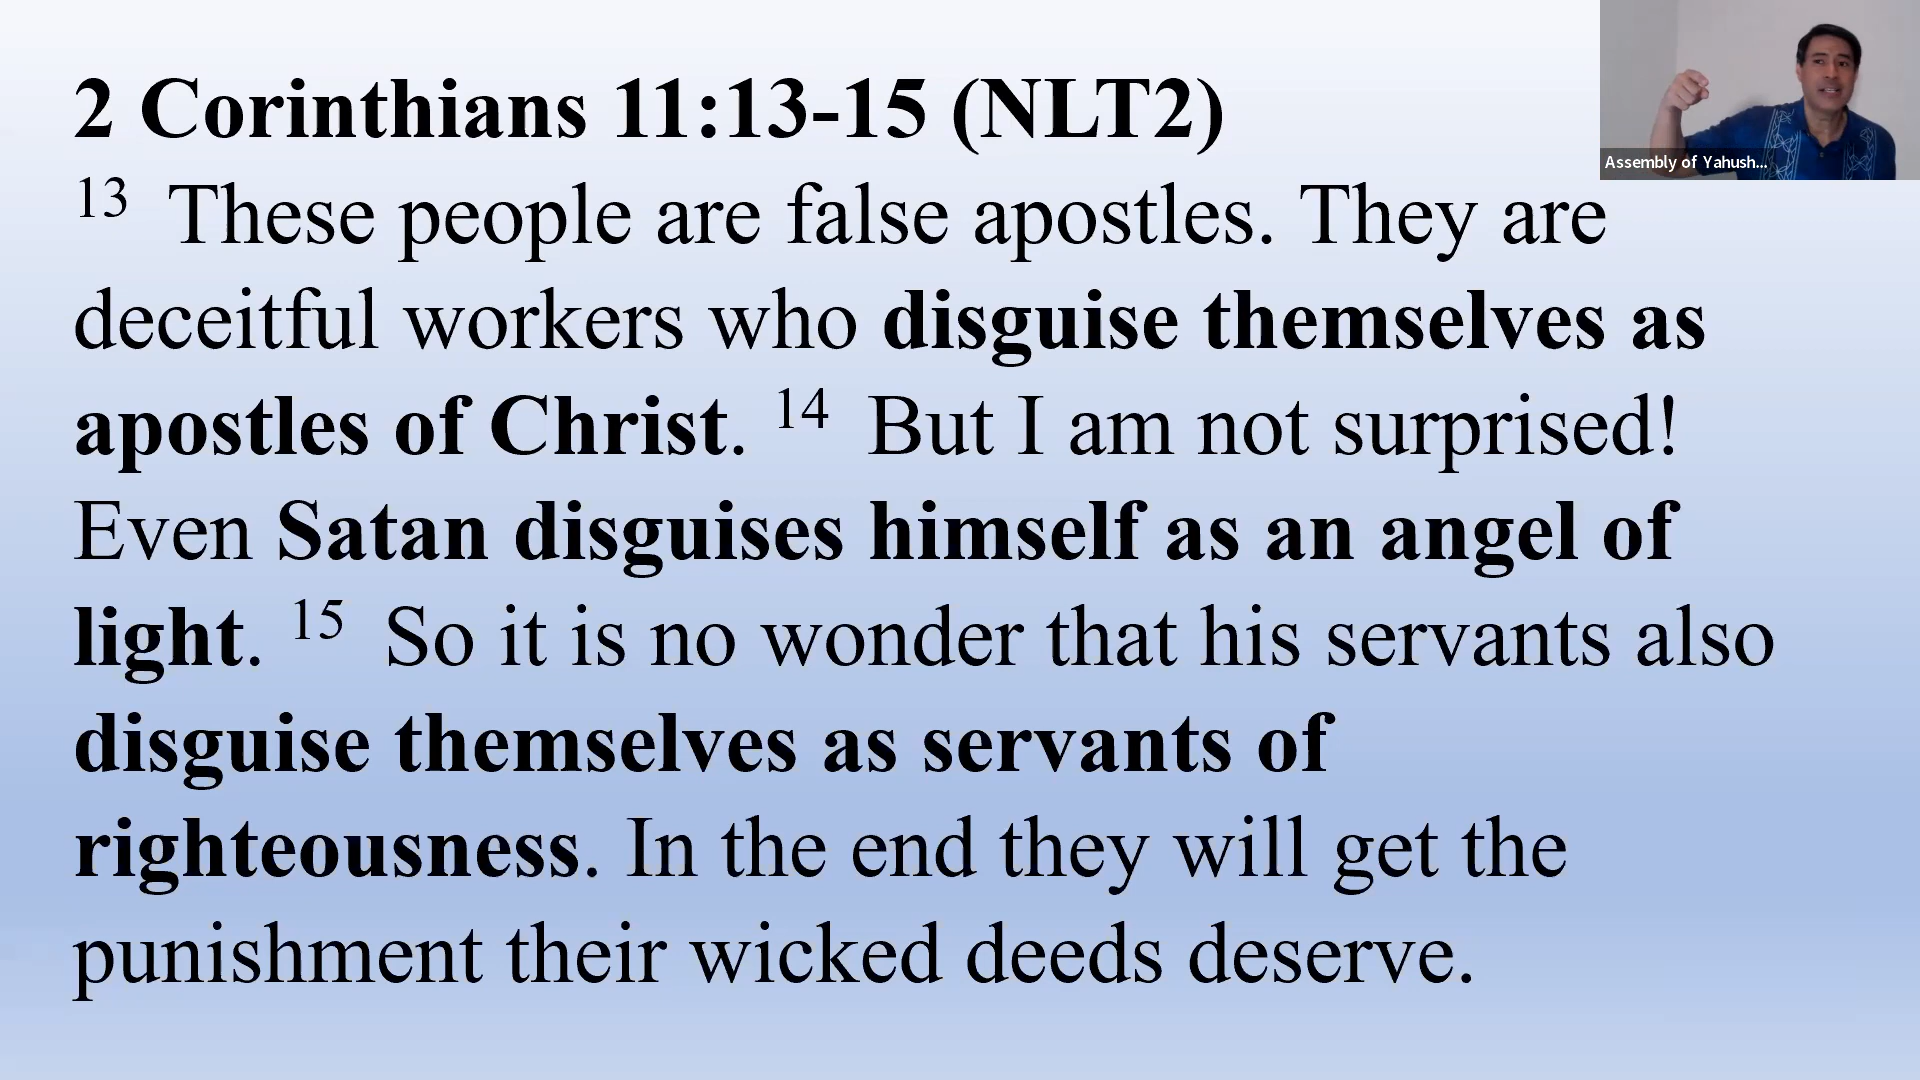 2 Corinthians 11:13-15 (NLT2)
Assembly of Yahush...
13 These people are false apostles. They are
deceitful workers who disguise themselves as
apostles of Christ. 14 But I am not surprised!
Even Satan disguises himself as an angel of
light. 15 So it is no wonder that his servants also
disguise themselves as servants of
righteousness. In the end they will get the
punishment their wicked deeds deserve.